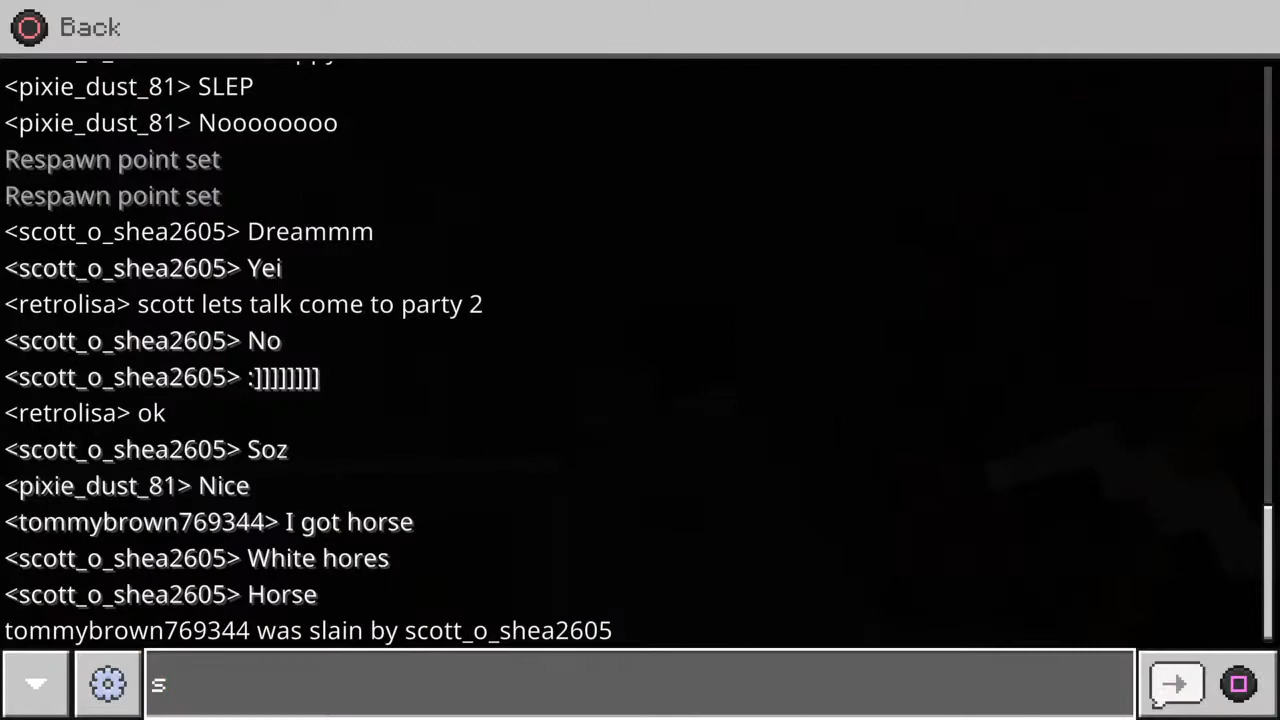 Back
<pixie_dust_81> SLEP
<pixie_dust_81> Noooooooo
Respawn point set
Respawn point set
<scott_o_shea2605> Dreammm
<scott_o_shea2605> Yei
<retrolisa> scott lets talk come to party 2
<scott_o_shea2605> No
<scott_o_shea2605> :]]]]]]]]
<retrolisa> ok
<scott_o_shea2605> Soz
<pixie_dust_81> Nice
<tommybrown769344> I got horse
<scott_o_shea2605> White hores
<scott_o_shea2605> Horse
tommybrown769344 was slain by scott_o_shea2605
s